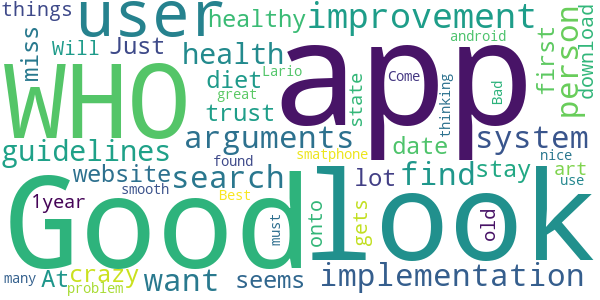 things
user
healthy
improvement
miss
Will
Just
health
android
first
download
person
WHO
diet
Lario
great
state
app
Come
Bad
thinking
trust
arguments
date
system
guidelines
website
search
found
smatphone
find
stay
nice
art
use
lot
smooth
Best
1year
Good
look
must
onto
gets
old
many
At
crazy
problem
want
seems
implementation